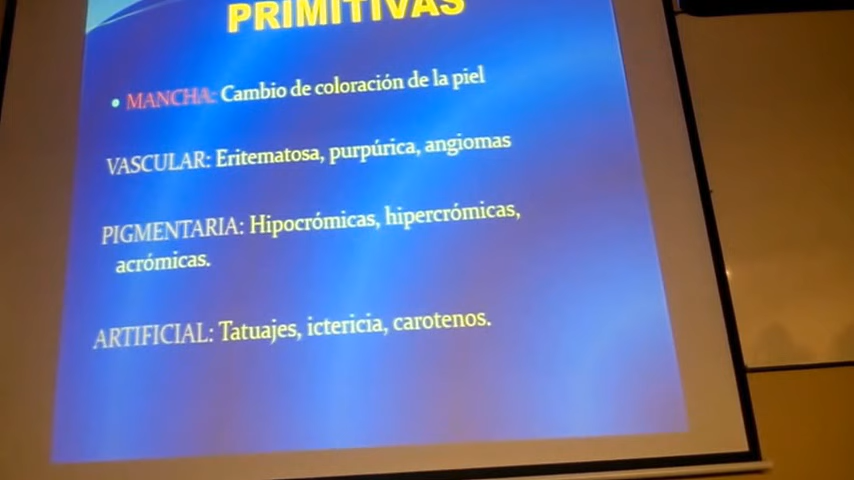 PRIMITIVAS
• MANCHA: Cambio de coloración de la piel
VASCULAR: Eritematosa, purpúrica, angiomas
PIGMENTARIA: Hipocrómicas, hipercrómicas,
acrómicas.
ARTIFICIAL: Tatuajes, ictericia, carotenos.